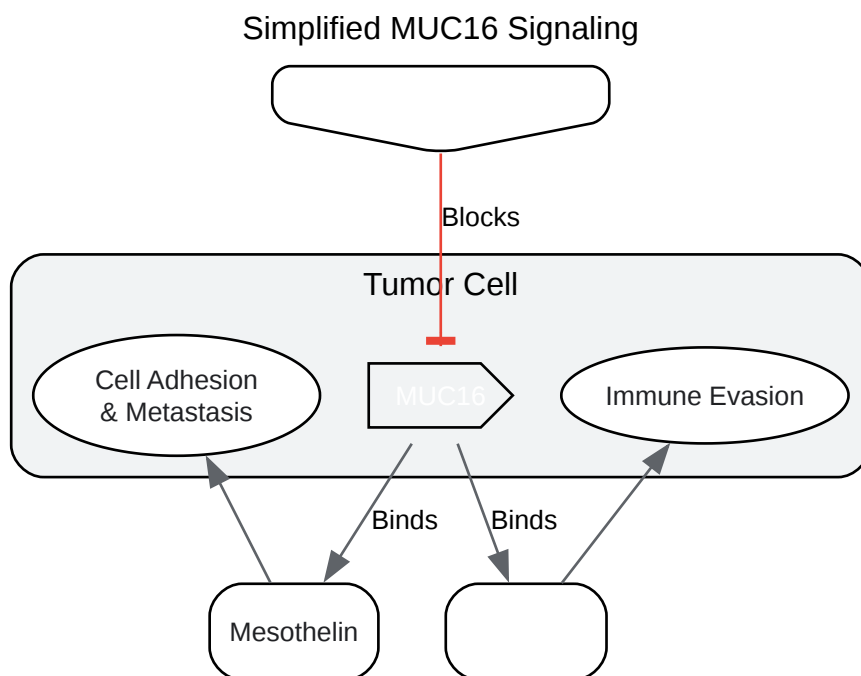 Simplified MUC16 Signaling
Blocks
Tumor Cell
Cell Adhesion
& Metastasis
MUC16
Immune Evasion
Binds
Binds
Mesothelin